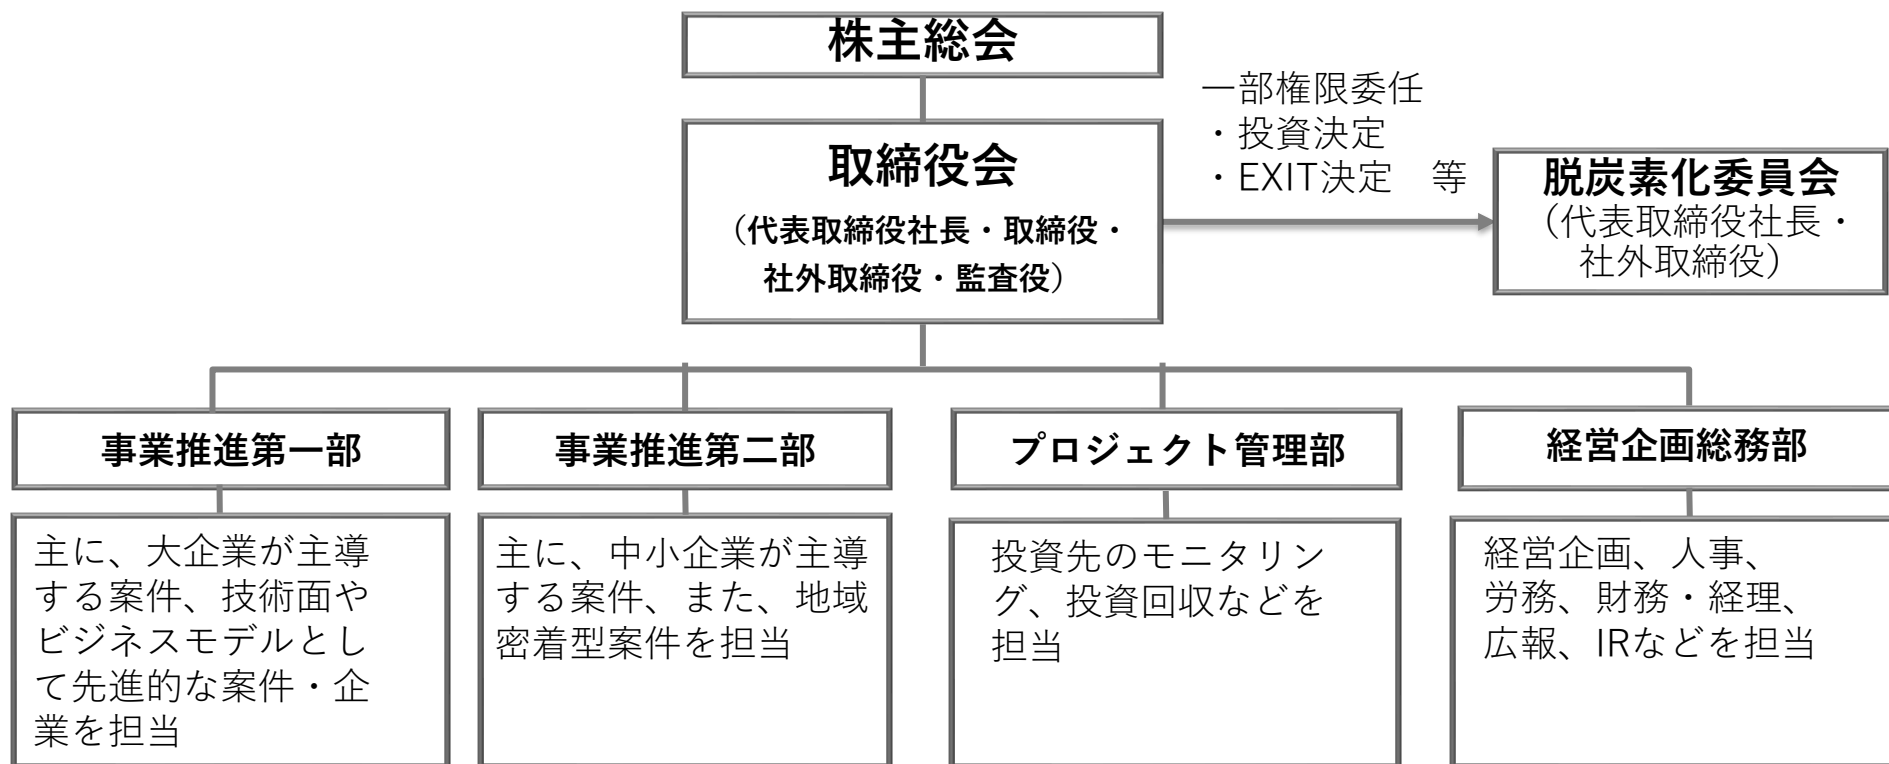 株主総会
一部権限委任
・投資決定
・EXIT決定　等
取締役会
（代表取締役社長・取締役・
社外取締役・監査役）
脱炭素化委員会
（代表取締役社長・
社外取締役）
事業推進第一部
主に、大企業が主導
する案件、技術面や
ビジネスモデルとし
て先進的な案件・企
業を担当
事業推進第二部
主に、中小企業が主導
する案件、また、地域
密着型案件を担当
プロジェクト管理部
投資先のモニタリン
グ、投資回収などを
担当
経営企画総務部
経営企画、人事、
労務、財務・経理、
広報、IRなどを担当